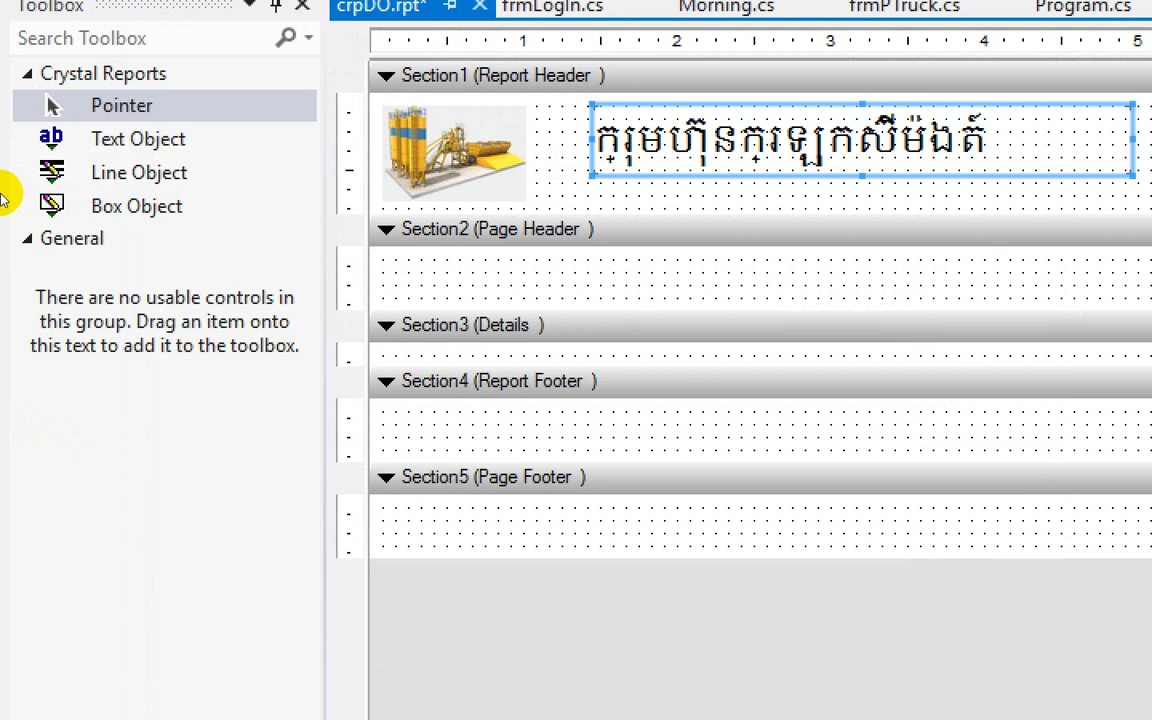 Toolbox
crpDO.rpt* frmLogIn.cs Morning.cs frmPTruck.cs Program.cs
Search Toolbox
1 2 3 4 5
Crystal Reports
Section1 (Report Header )
Pointer
Text Object
ក្រុមហ៊ុនក្រឡុកស៊ីម៉ងត៍
Line Object
Box Object
Section2 (Page Header )
General
There are no usable controls in
this group. Drag an item onto
this text to add it to the toolbox.
Section3 (Details )
Section4 (Report Footer )
Section5 (Page Footer )